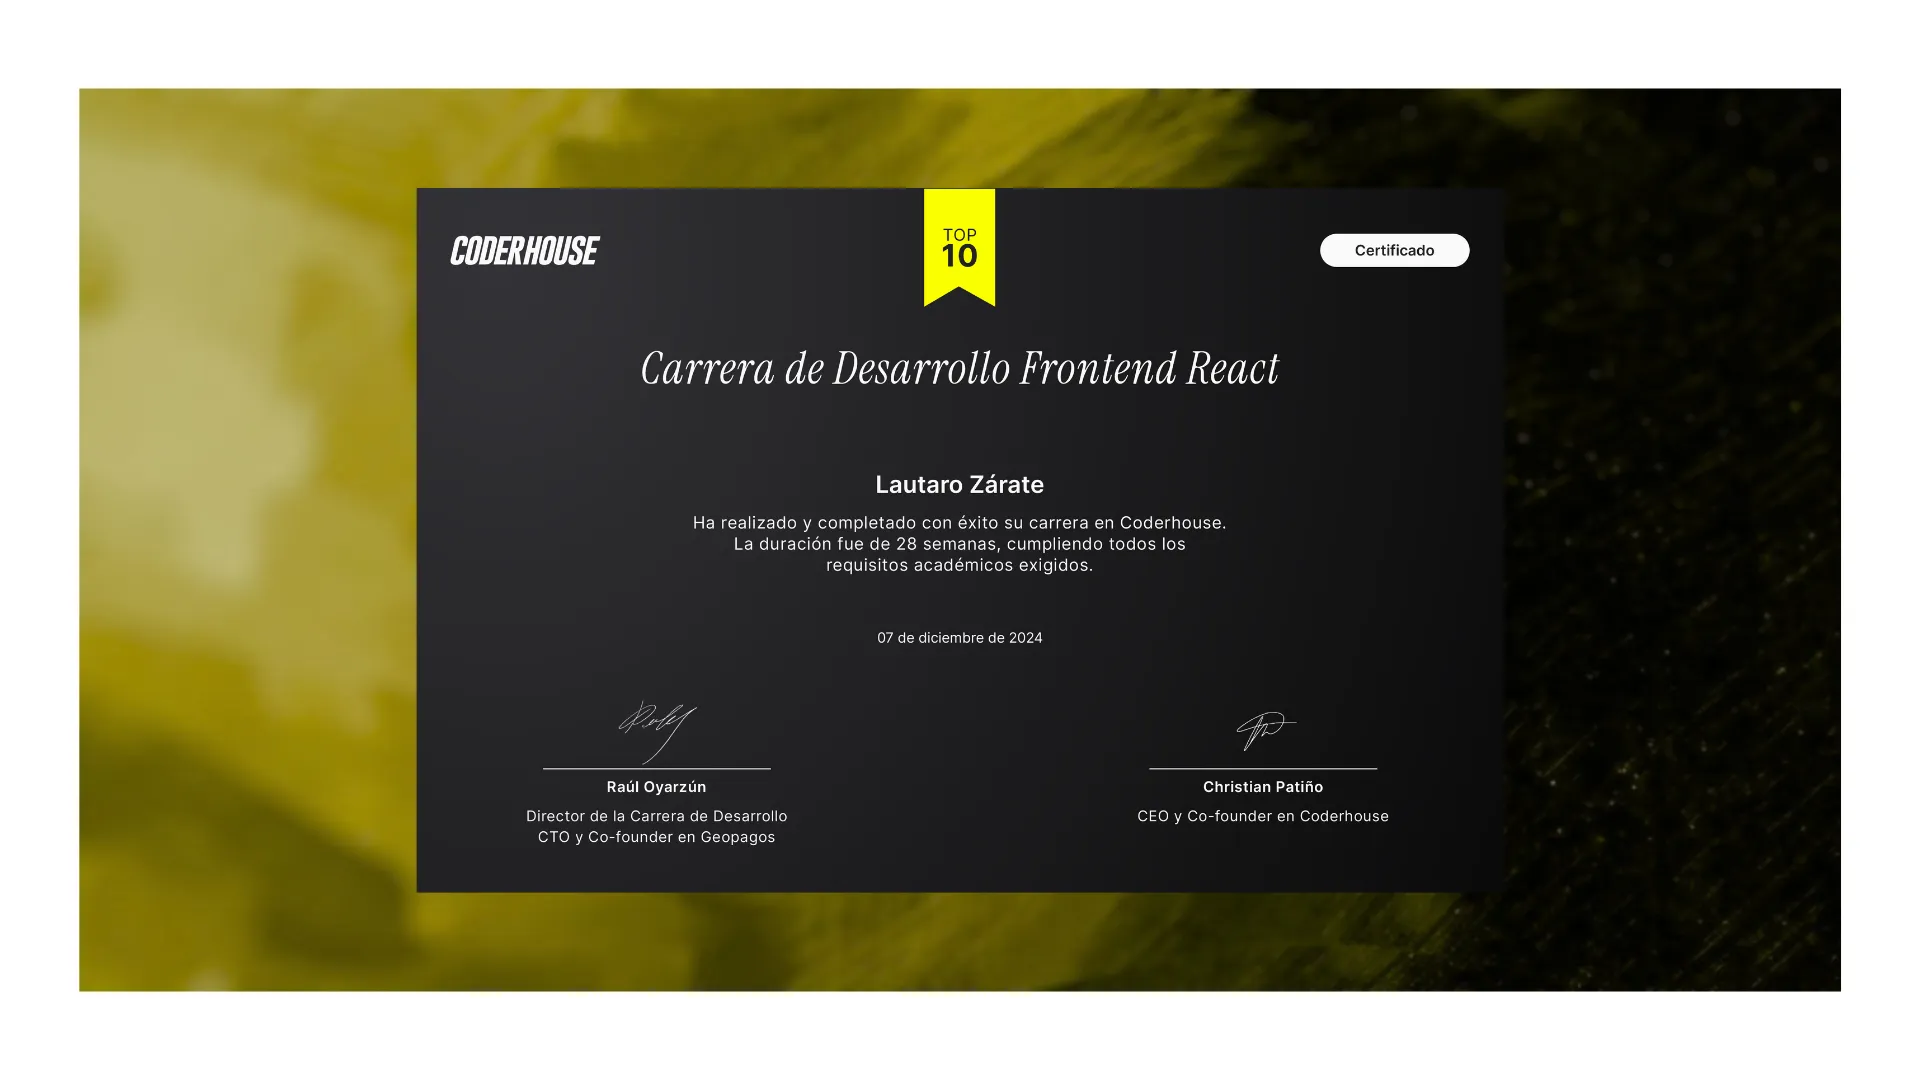 CODERHOUSE
TOP
10
Certificado
Carrera de Desarrollo Frontend React
Lautaro Zárate
Ha realizado y completado con éxito su carrera en Coderhouse.
La duración fue de 28 semanas, cumpliendo todos los
requisitos académicos exigidos.
07 de diciembre de 2024
Raúl Oyarzún
Director de la Carrera de Desarrollo
CTO y Co-founder en Geopagos
Christian Patiño
CEO y Co-founder en Coderhouse